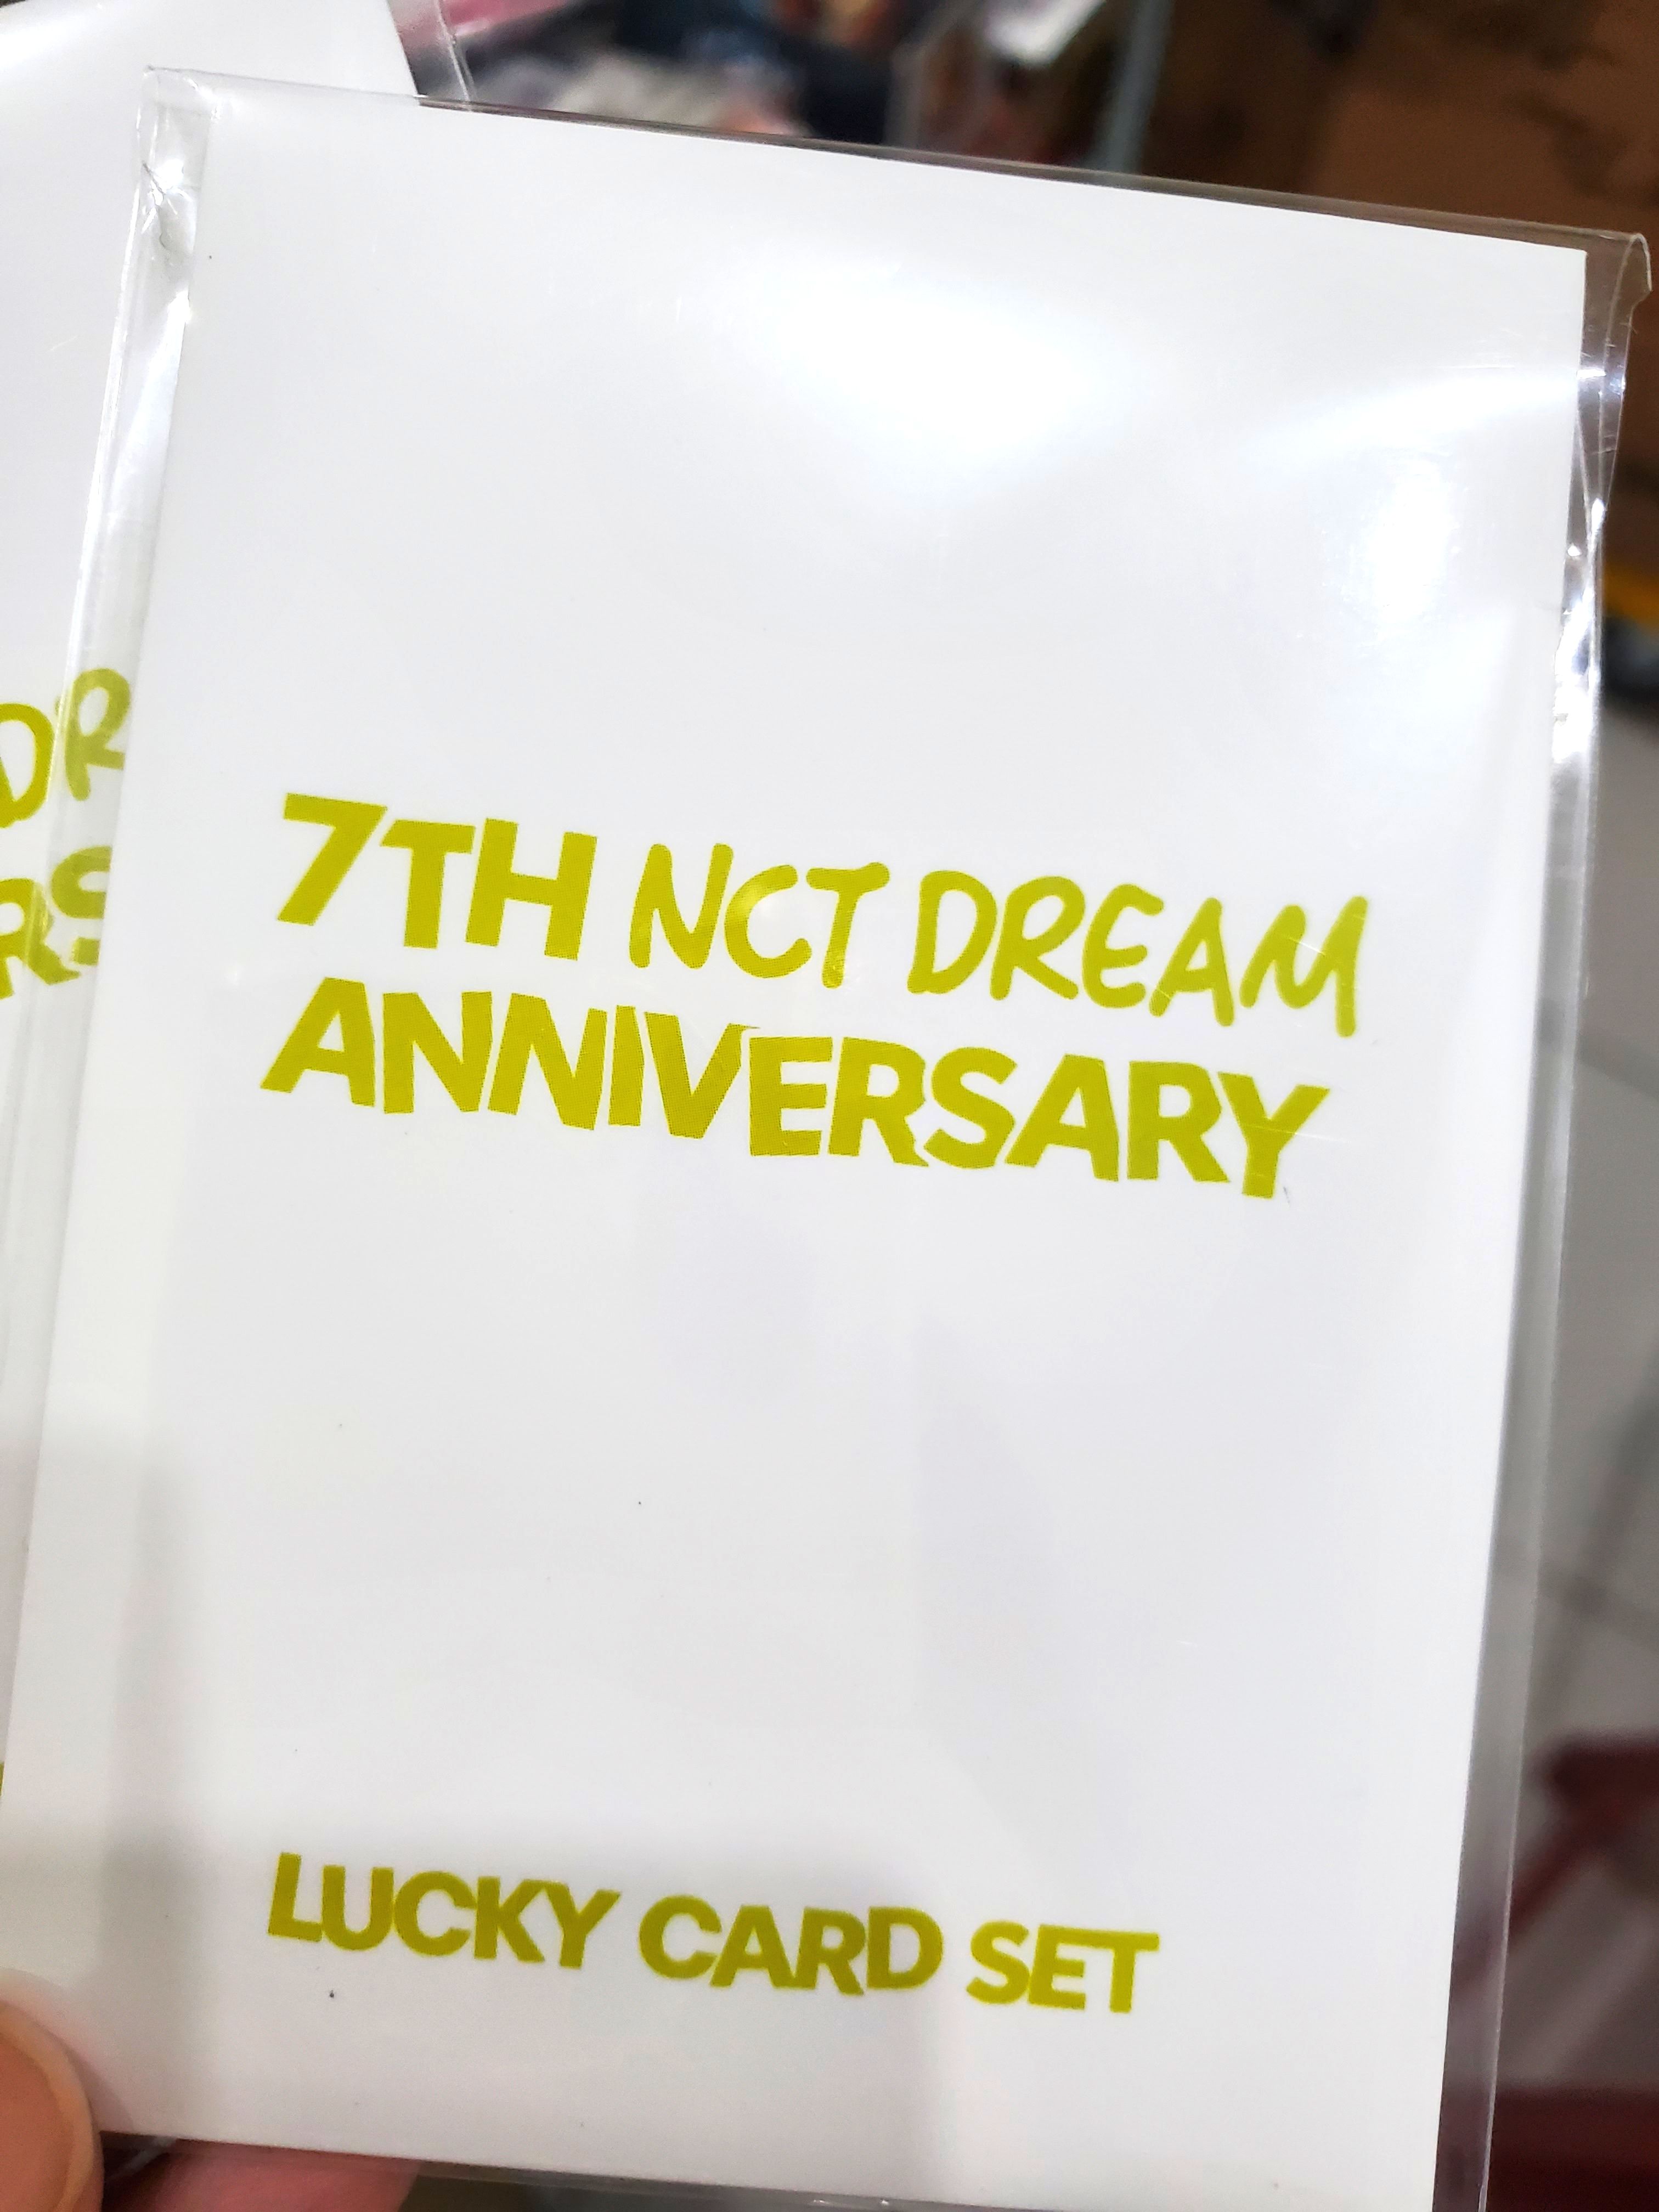 7TH NCT DREAM
ANNIVERSARY
LUCKY CARD SET